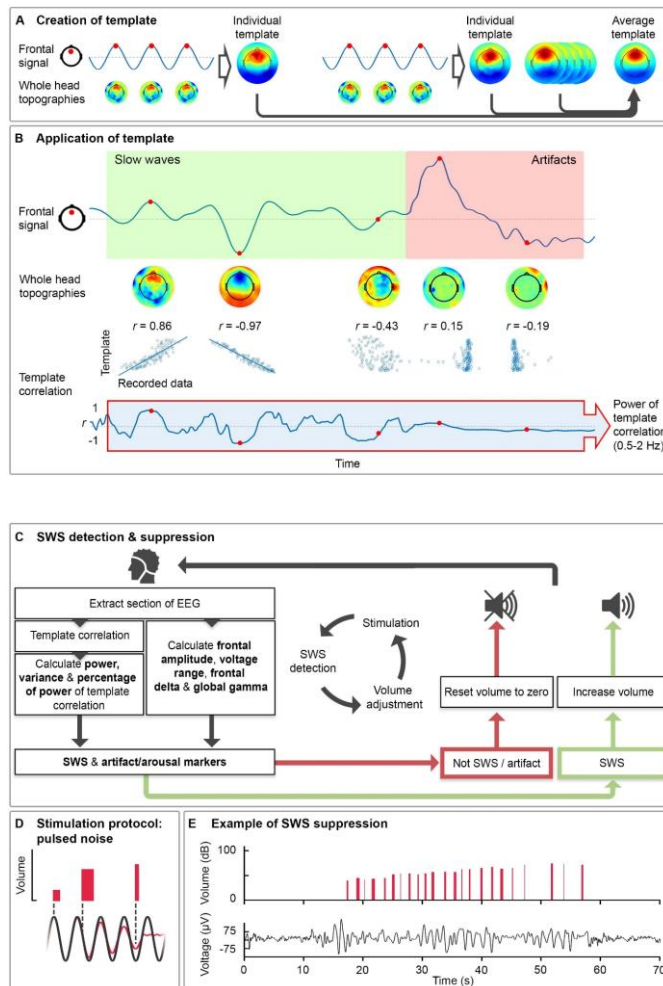 A Creation of template
Individual template
Individual template
Average template
Frontal signal
Whole head topographies
B Application of template
Slow waves
Artifacts
Frontal signal
Whole head topographies
r = 0.86
r = -0.97
r = -0.43
r = 0.15
r = -0.19
Template
Recorded data
Template correlation
1
r
-1
Time
Power of template correlation (0.5-2 Hz)
C SWS detection & suppression
Extract section of EEG
Template correlation
Calculate power, variance & percentage of power of template correlation
Calculate frontal amplitude, voltage range, frontal delta & global gamma
SWS & artifact/arousal markers
Stimulation
SWS detection
Volume adjustment
Reset volume to zero
Increase volume
Not SWS / artifact
SWS
D Stimulation protocol: pulsed noise
Volume
E Example of SWS suppression
Volume (dB)
100
0
Voltage (µV)
75
-75
0 10 20 30 40 50 60 70
Time (s)